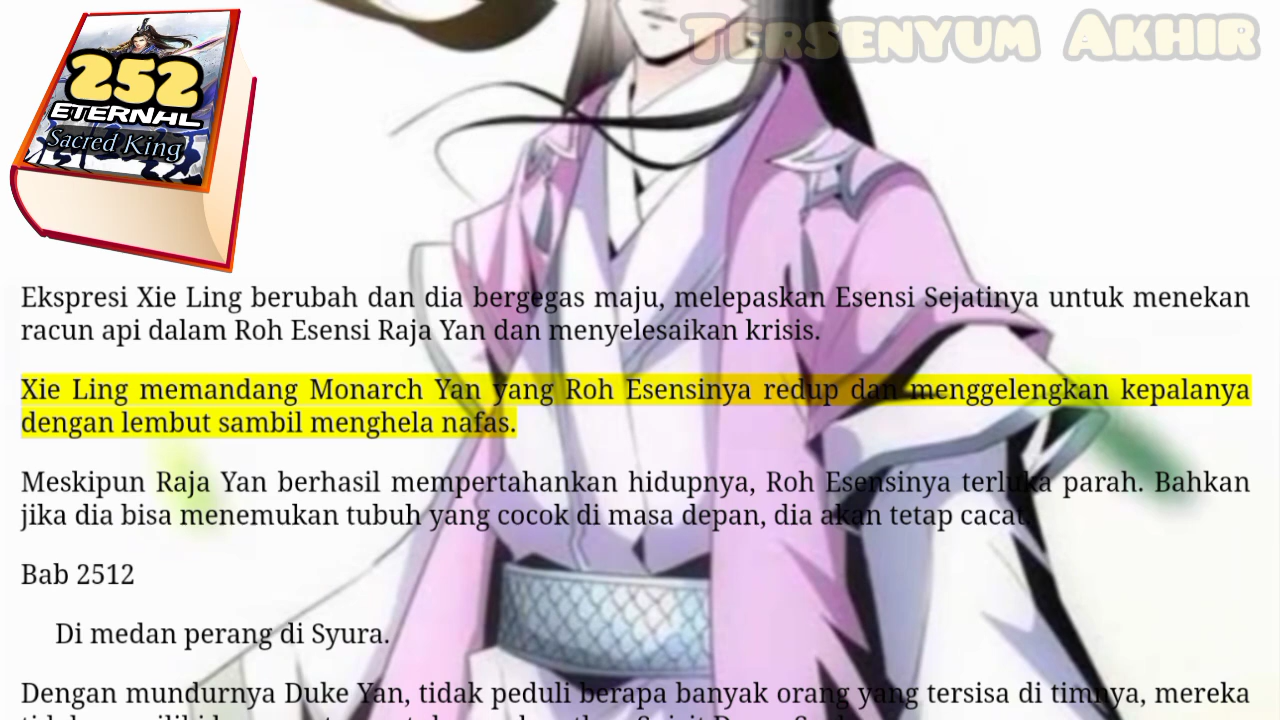 Tersenyum Akhir
252
ETERNAL
Sacred King
Ekspresi Xie Ling berubah dan dia bergegas maju, melepaskan Esensi Sejatinya untuk menekan
racun api dalam Roh Esensi Raja Yan dan menyelesaikan krisis.
Xie Ling memandang Monarch Yan yang Roh Esensinya redup dan menggelengkan kepalanya
dengan lembut sambil menghela nafas.
Meskipun Raja Yan berhasil mempertahankan hidupnya, Roh Esensinya terluka parah. Bahkan
jika dia bisa menemukan tubuh yang cocok di masa depan, dia akan tetap cacat.
Bab 2512
Di medan perang di Syura.
Dengan mundurnya Duke Yan, tidak peduli berapa banyak orang yang tersisa di timnya, mereka